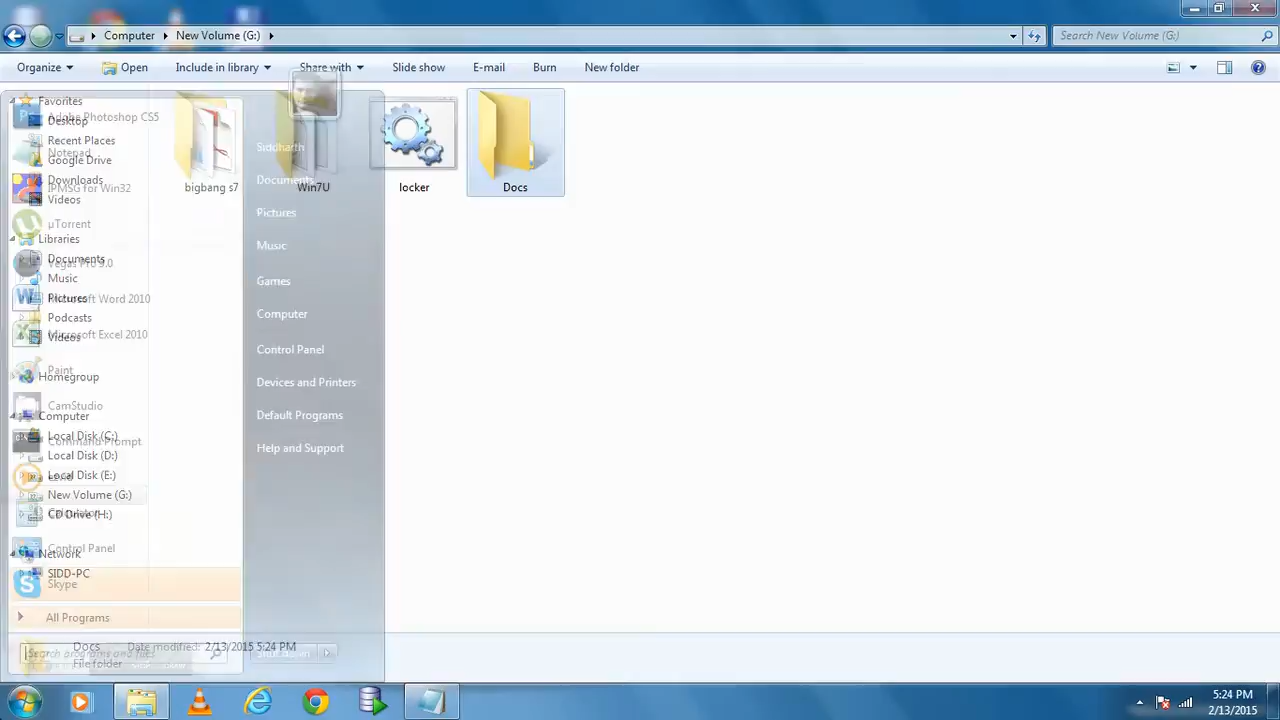 Computer New Volume (G:)
Search New Volume (G:)
Organize Open Include in library Share with Slide show E-mail Burn New folder
Favorites
Desktop
Recent Places
Google Drive
Downloads
Videos
Libraries
Documents
Music
Pictures
Podcasts
Videos
Homegroup
Computer
Local Disk (C:)
Local Disk (D:)
Local Disk (E:)
New Volume (G:)
CD Drive (H:)
Network
SIDD-PC
Adobe Photoshop CS5
Notepad
IPMSG for Win32
µTorrent
Vegas Pro 9.0
Microsoft Word 2010
Microsoft Excel 2010
Paint
CamStudio
Command Prompt
Control Panel
Skype
All Programs
Search programs and files
Siddharth
Documents
Pictures
Music
Games
Computer
Control Panel
Devices and Printers
Default Programs
Help and Support
Shut down
bigbang s7
Win7U
locker
Docs
Docs Date modified: 2/13/2015 5:24 PM
File folder
5:24 PM
2/13/2015